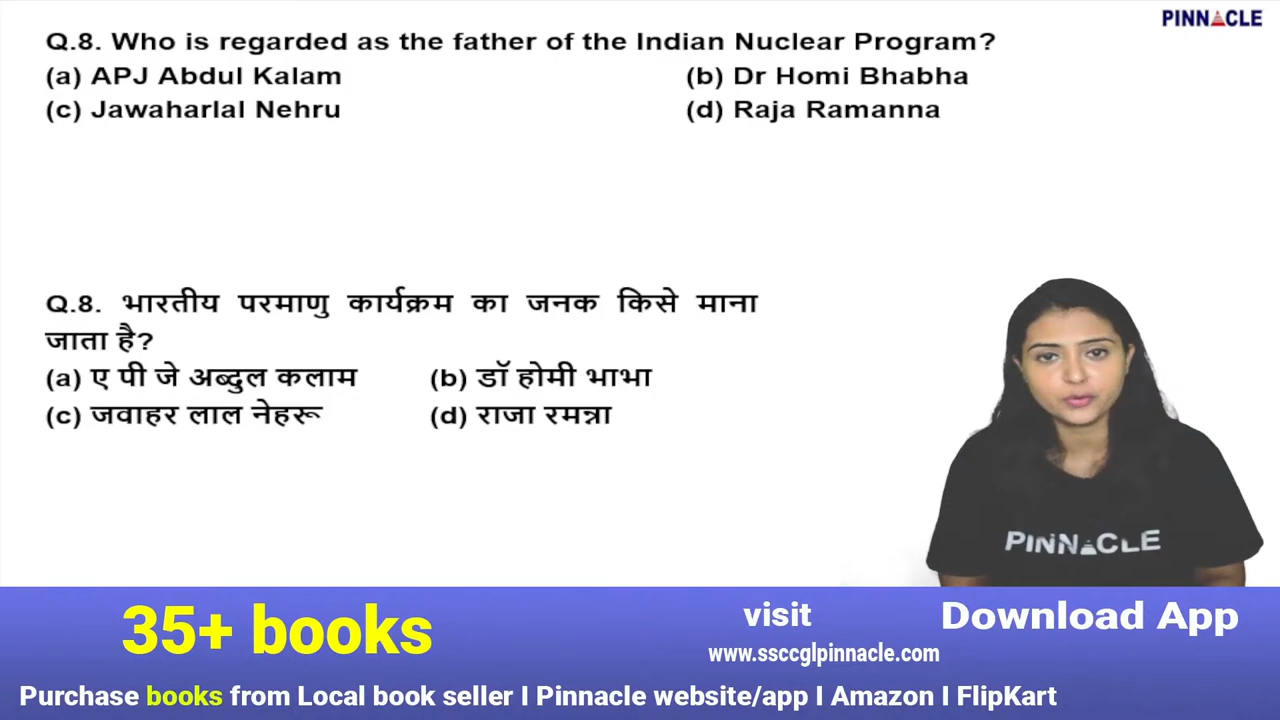 PINNACLE
Q.8. Who is regarded as the father of the Indian Nuclear Program?
(a) APJ Abdul Kalam (b) Dr Homi Bhabha
(c) Jawaharlal Nehru (d) Raja Ramanna
Q.8. भारतीय परमाणु कार्यक्रम का जनक किसे माना
जाता है?
(a) ए पी जे अब्दुल कलाम (b) डॉ होमी भाभा
(c) जवाहर लाल नेहरू (d) राजा रमन्ना
PINNACLE
35+ books
visit
www.ssccglpinnacle.com
Download App
Purchase books from Local book seller I Pinnacle website/app I Amazon I FlipKart